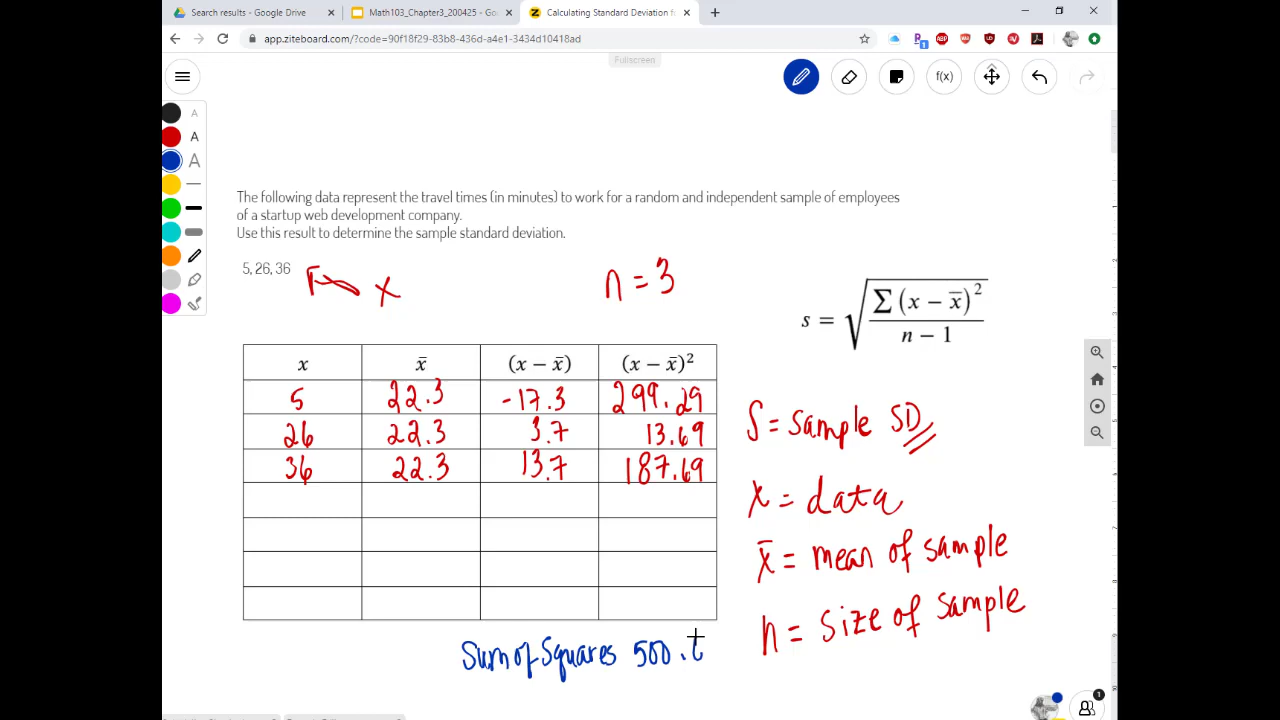 Search results - Google Drive
Math103_Chapter3_200425 - Go
Calculating Standard Deviation f
app.ziteboard.com/?code=90f18f29-83b8-436d-a4e1-3434d10418ad
Fullscreen
f(x)
A
A
A
The following data represent the travel times (in minutes) to work for a random and independent sample of employees
of a startup web development company.
Use this result to determine the sample standard deviation.
5, 26, 36
x
n = 3
s = √(Σ(x − x̄)² / (n − 1))
x x̄ (x − x̄) (x − x̄)²
5 22.3 -17.3 299.29
26 22.3 3.7 13.69
36 22.3 13.7 187.69
S = sample SD
x = data
x̄ = mean of sample
n = size of sample
Sum of Squares 500.
1